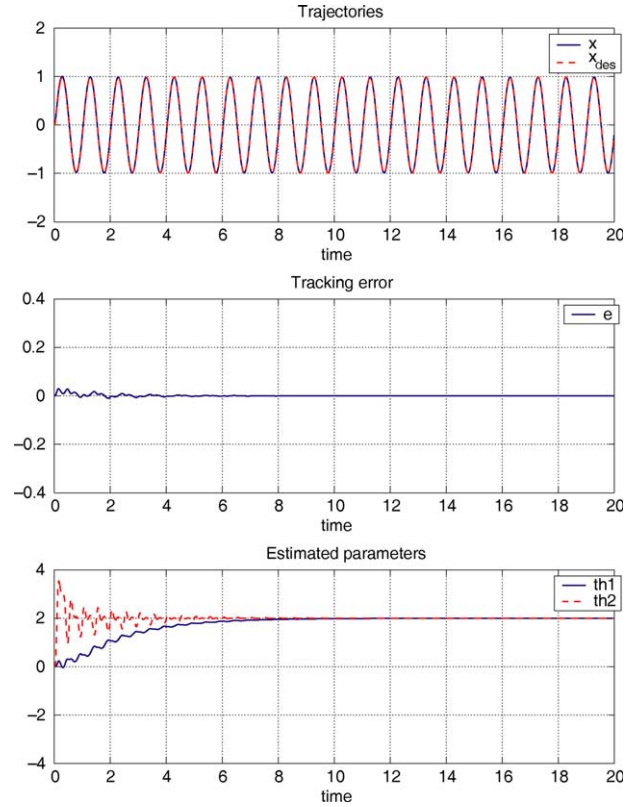 Trajectories
2
x
x_des
1
0
−1
−2
0 2 4 6 8 10 12 14 16 18 20
time
Tracking error
0.4
e
0.2
0
−0.2
−0.4
0 2 4 6 8 10 12 14 16 18 20
time
Estimated parameters
4
th1
th2
2
0
−2
−4
0 2 4 6 8 10 12 14 16 18 20
time